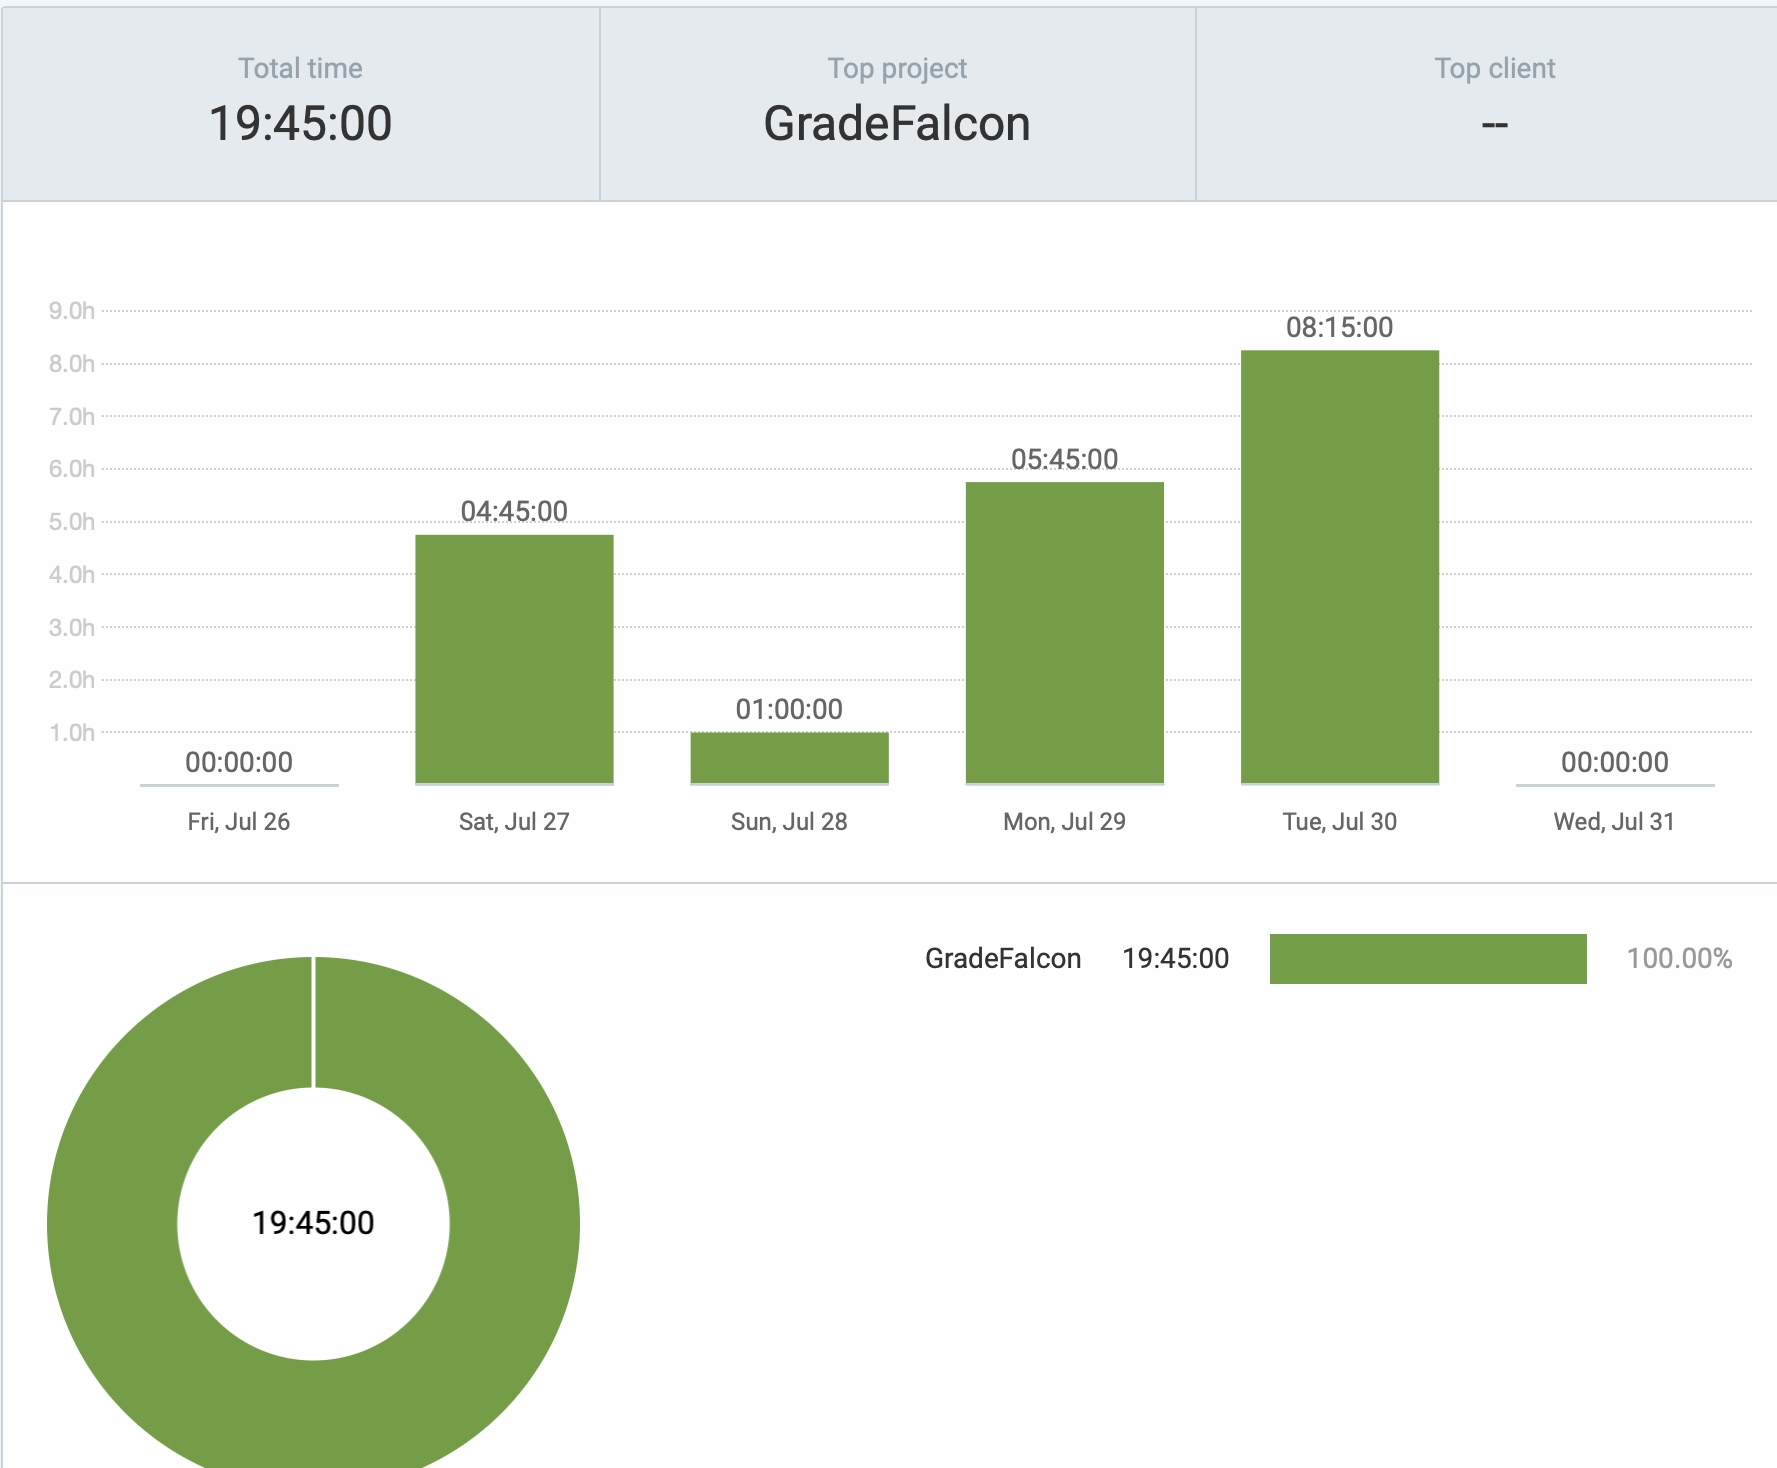 Total time
19:45:00
Top project
GradeFalcon
Top client
--
9.0h
8.0h
7.0h
6.0h
5.0h
4.0h
3.0h
2.0h
1.0h
00:00:00
04:45:00
01:00:00
05:45:00
08:15:00
00:00:00
Fri, Jul 26
Sat, Jul 27
Sun, Jul 28
Mon, Jul 29
Tue, Jul 30
Wed, Jul 31
GradeFalcon 19:45:00 100.00%
19:45:00